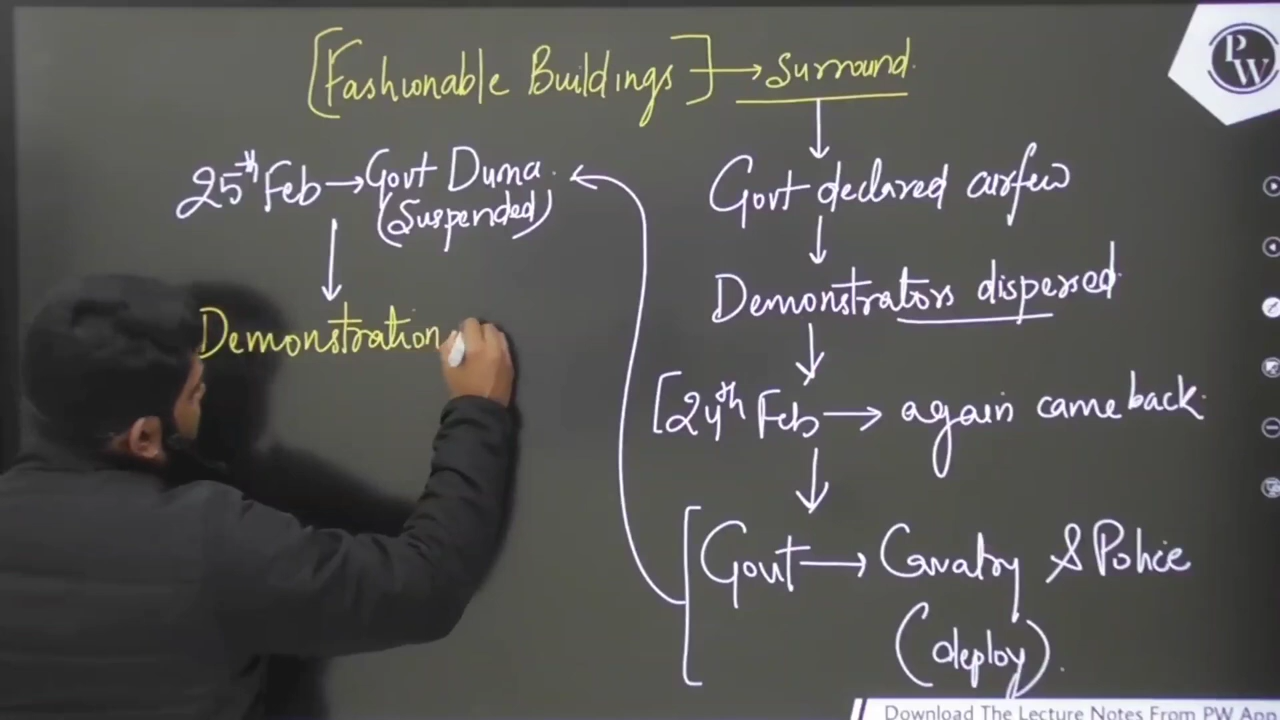 [Fashionable Buildings] → Surround.
Govt declared curfew
Demonstrators dispersed.
[24th Feb → again came back.
[Govt → Cavalry & Police
(deploy).
25th Feb → Govt Duma.
(Suspended)
Demonstration
PW
Download The Lecture Notes From PW App